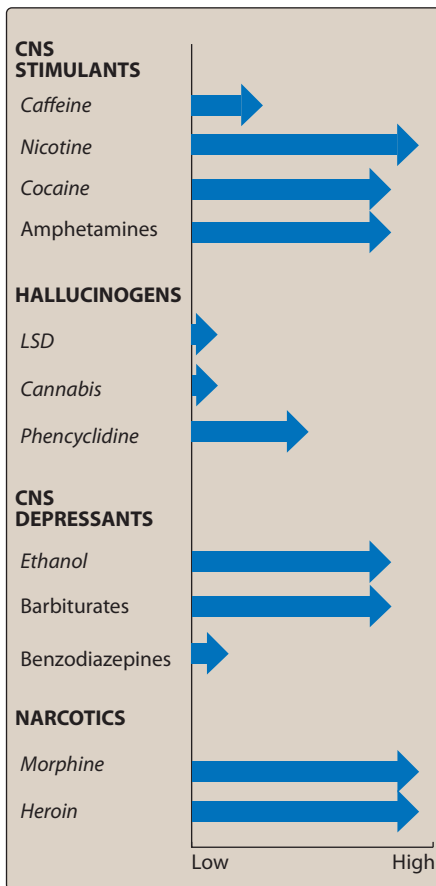 CNS
STIMULANTS
Caffeine
Nicotine
Cocaine
Amphetamines
HALLUCINOGENS
LSD
Cannabis
Phencyclidine
CNS
DEPRESSANTS
Ethanol
Barbiturates
Benzodiazepines
NARCOTICS
Morphine
Heroin
Low High